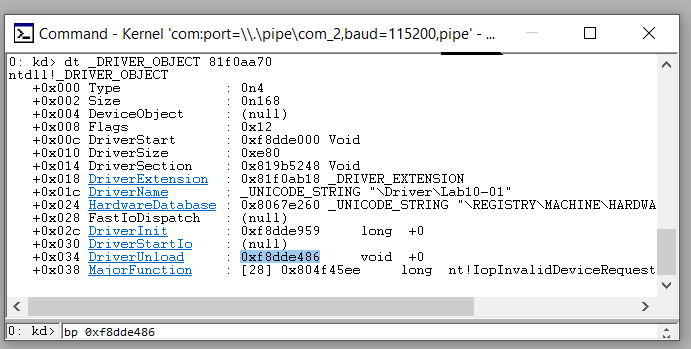 Command - Kernel 'com:port=\\.\pipe\com_2,baud=115200,pipe' - ...
0: kd> dt _DRIVER_OBJECT 81f0aa70
ntdll!_DRIVER_OBJECT
+0x000 Type : 0n4
+0x002 Size : 0n168
+0x004 DeviceObject : (null)
+0x008 Flags : 0x12
+0x00c DriverStart : 0xf8dde000 Void
+0x010 DriverSize : 0xe80
+0x014 DriverSection : 0x819b5248 Void
+0x018 DriverExtension : 0x81f0ab18 _DRIVER_EXTENSION
+0x01c DriverName : _UNICODE_STRING "\Driver\Lab10-01"
+0x024 HardwareDatabase : 0x8067e260 _UNICODE_STRING "\REGISTRY\MACHINE\HARDWA
+0x028 FastIoDispatch : (null)
+0x02c DriverInit : 0xf8dde959 long +0
+0x030 DriverStartIo : (null)
+0x034 DriverUnload : 0xf8dde486 void +0
+0x038 MajorFunction : [28] 0x804f45ee long nt!IopInvalidDeviceRequest
0: kd> bp 0xf8dde486